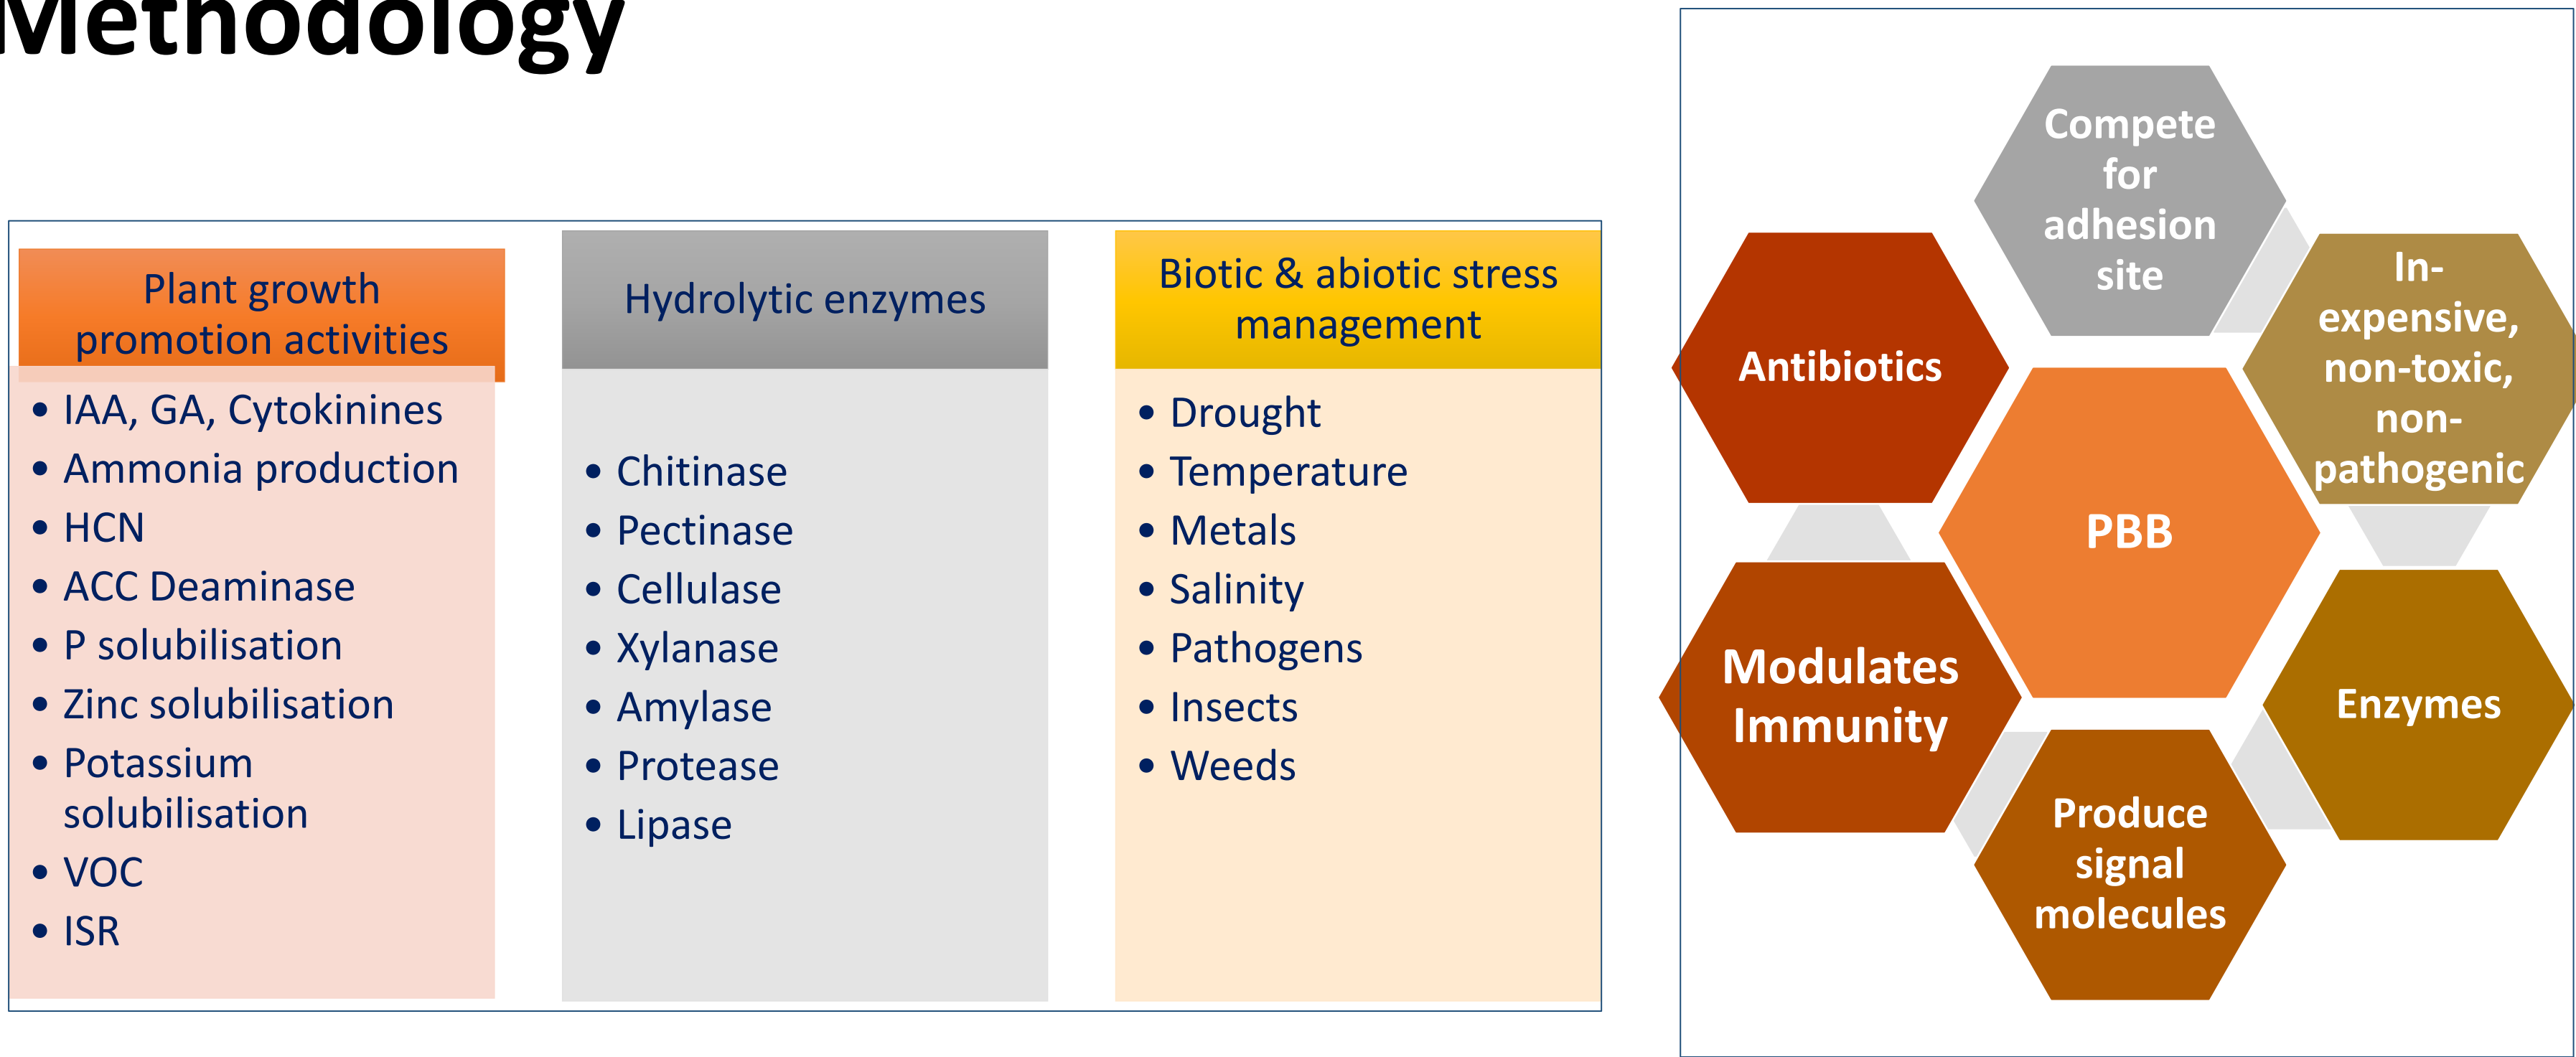 Methodology
Plant growth
promotion activities
• IAA, GA, Cytokinines
• Ammonia production
• HCN
• ACC Deaminase
• P solubilisation
• Zinc solubilisation
• Potassium
solubilisation
• VOC
• ISR
Hydrolytic enzymes
• Chitinase
• Pectinase
• Cellulase
• Xylanase
• Amylase
• Protease
• Lipase
Biotic & abiotic stress
management
• Drought
• Temperature
• Metals
• Salinity
• Pathogens
• Insects
• Weeds
Compete
for
adhesion
site
In-
expensive,
non-toxic,
non-
pathogenic
Antibiotics
PBB
Modulates
Immunity
Enzymes
Produce
signal
molecules